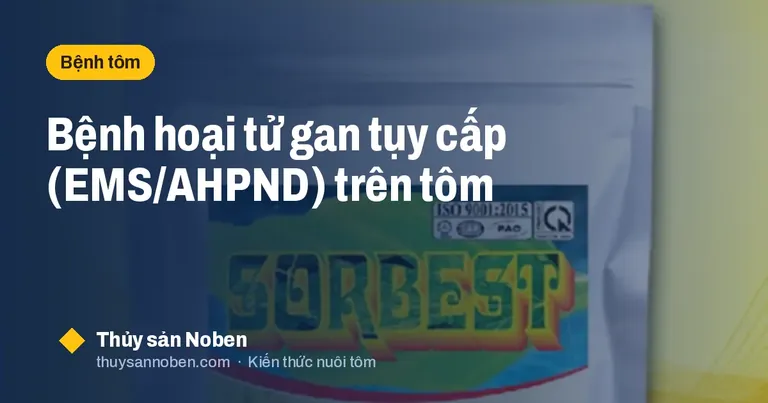 Bệnh tôm
Bệnh hoại tử gan tụy cấp
(EMS/AHPND) trên tôm
ISO 9001:2015
PAC
SORBEST
Thủy sản Noben
thuysannoben.com · Kiến thức nuôi tôm